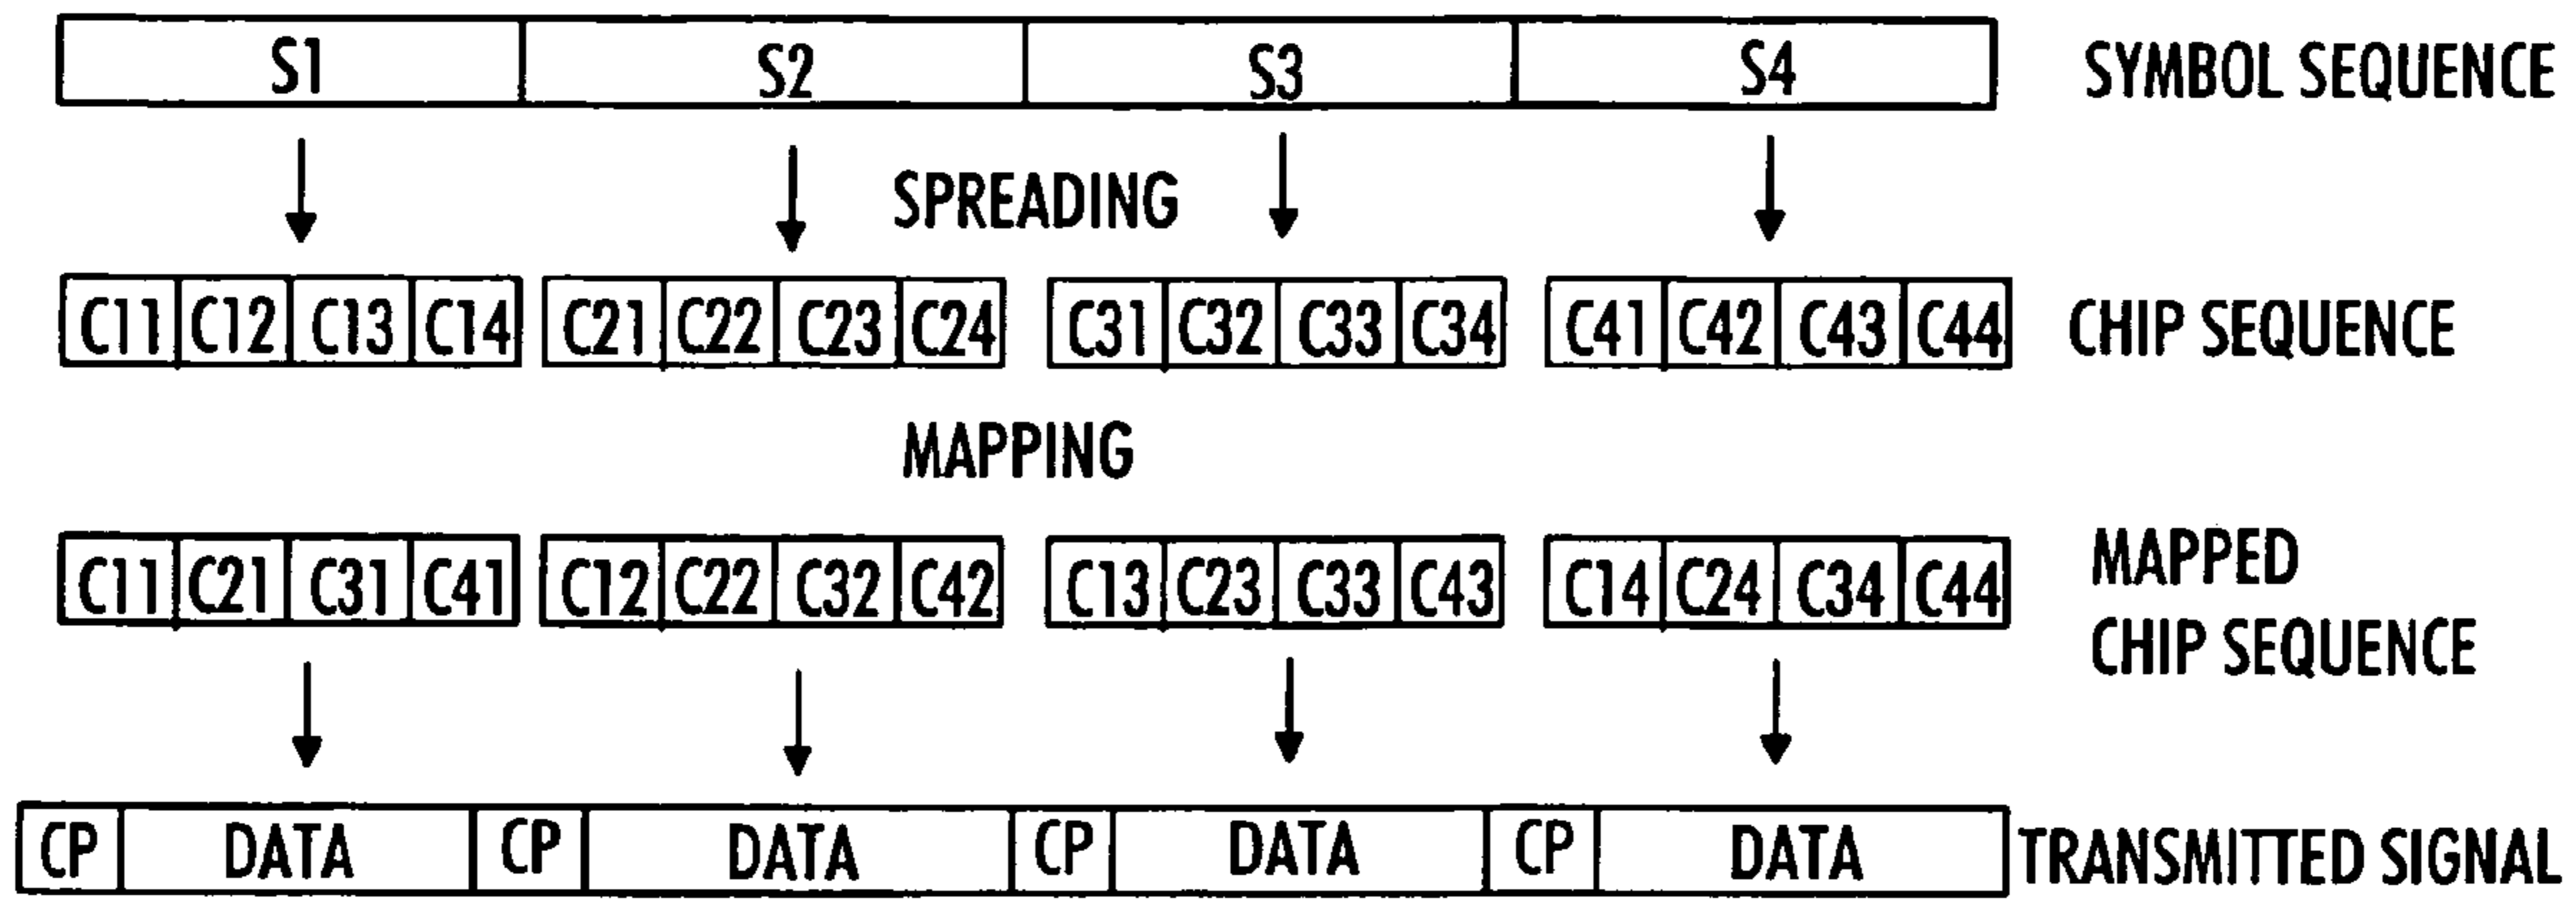 S1 S2 S3 S4 SYMBOL SEQUENCE
SPREADING
C11 C12 C13 C14 C21 C22 C23 C24 C31 C32 C33 C34 C41 C42 C43 C44 CHIP SEQUENCE
MAPPING
C11 C21 C31 C41 C12 C22 C32 C42 C13 C23 C33 C43 C14 C24 C34 C44 MAPPED
CHIP SEQUENCE
CP DATA CP DATA CP DATA CP DATA TRANSMITTED SIGNAL